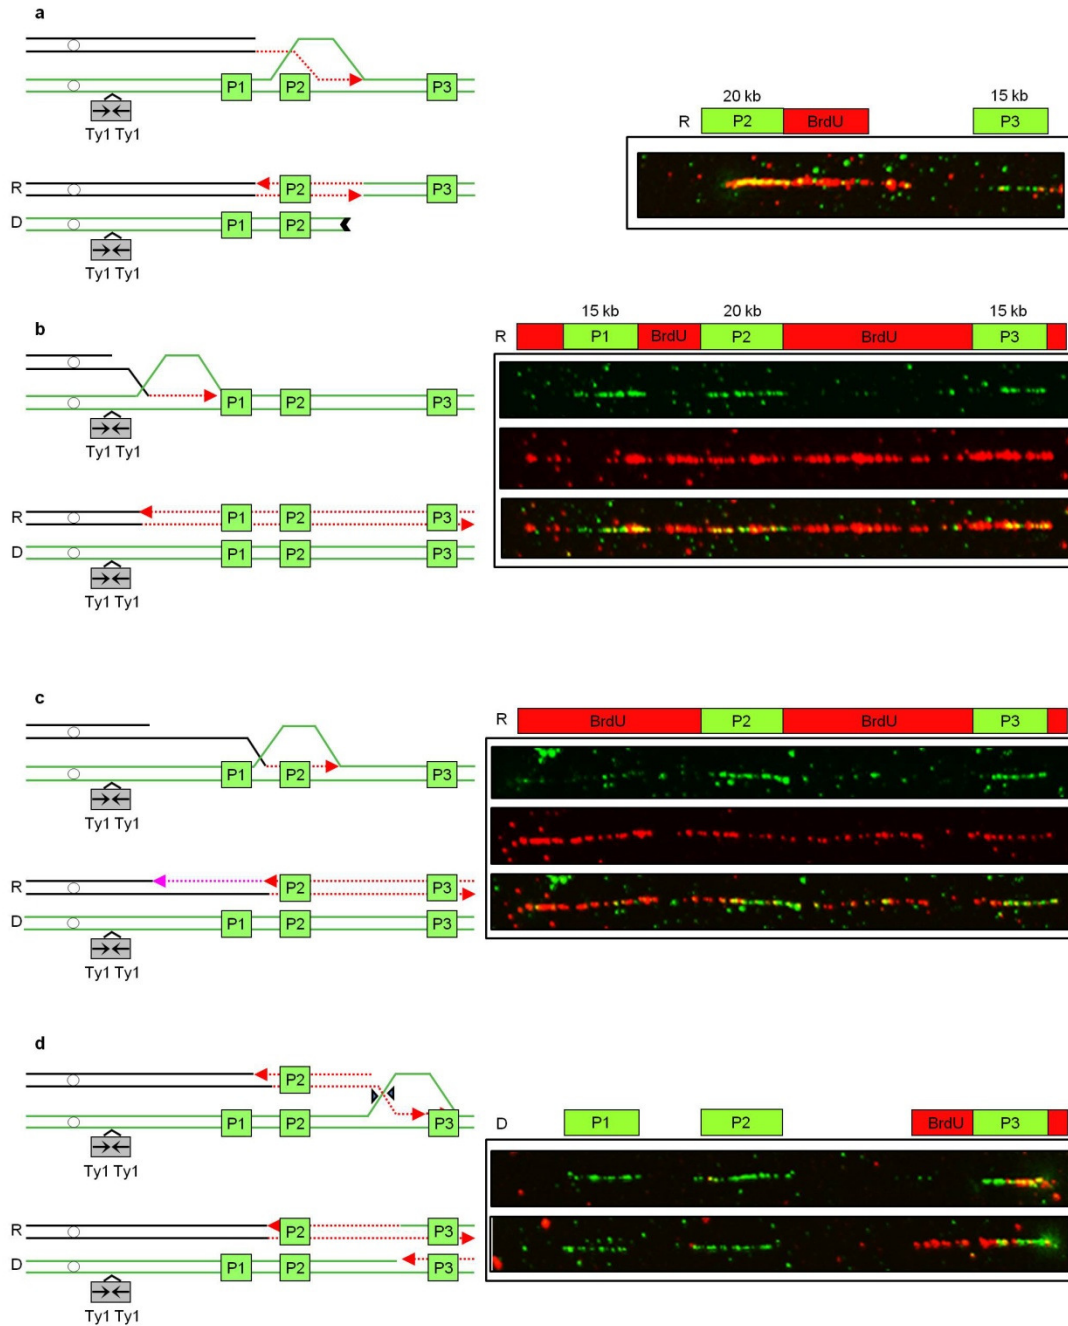 a
P1 P2 P3
Ty1 Ty1
R P2 P3
D P1 P2
Ty1 Ty1
20 kb 15 kb
R P2 BrdU P3
b
P1 P2 P3
Ty1 Ty1
R P1 P2 P3
D P1 P2 P3
Ty1 Ty1
15 kb 20 kb 15 kb
R P1 BrdU P2 BrdU P3
c
P1 P2 P3
Ty1 Ty1
R P2 P3
D P1 P2 P3
Ty1 Ty1
R BrdU P2 BrdU P3
d
P2
P1 P2 P3
Ty1 Ty1
R P2 P3
D P1 P2 P3
Ty1 Ty1
D P1 P2 BrdU P3